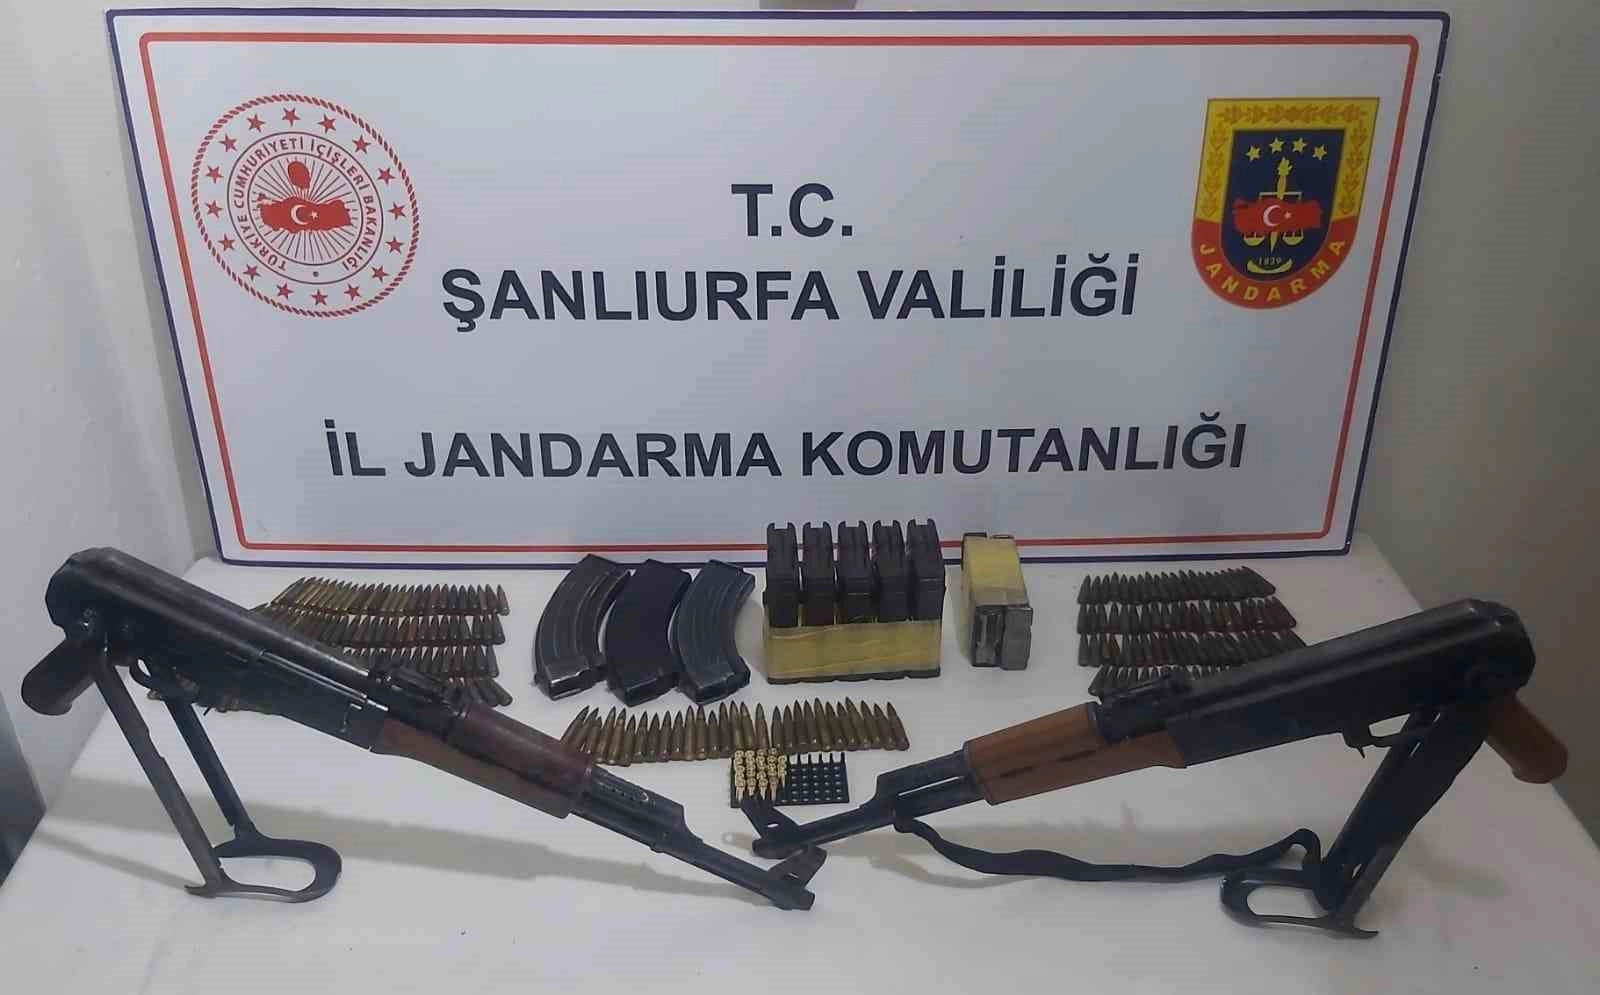 TÜRKİYE CUMHURİYETİ İÇİŞLERİ BAKANLIĞI
T.C.
ŞANLIURFA VALİLİĞİ
İL JANDARMA KOMUTANLIĞI
1839
JANDARMA